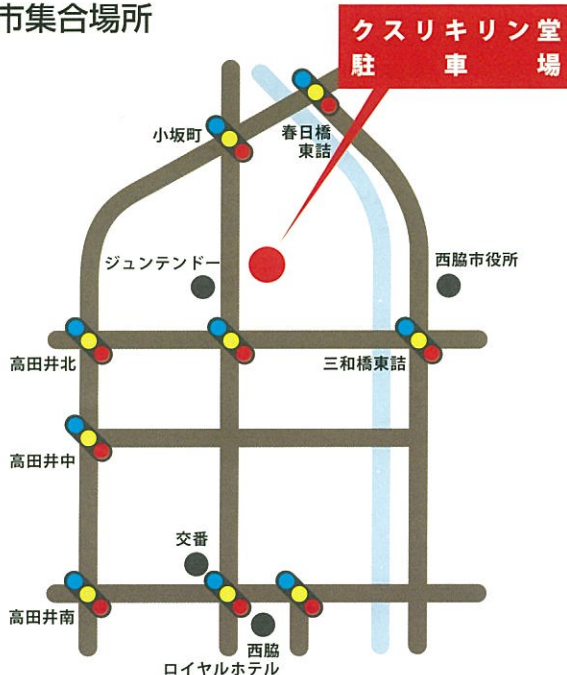 市集合場所
クスリキリン堂
駐車場
小坂町
春日橋
東詰
ジュンテンドー
西脇市役所
高田井北
三和橋東詰
高田井中
交番
高田井南
西脇
ロイヤルホテル